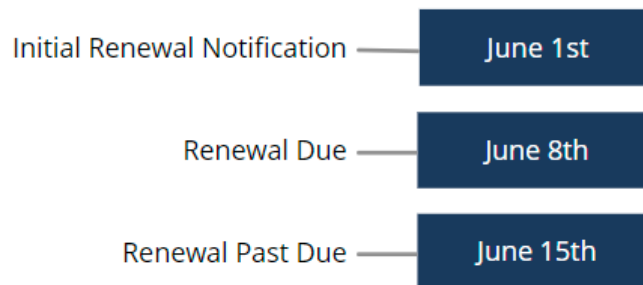 Initial Renewal Notification June 1st
Renewal Due June 8th
Renewal Past Due June 15th